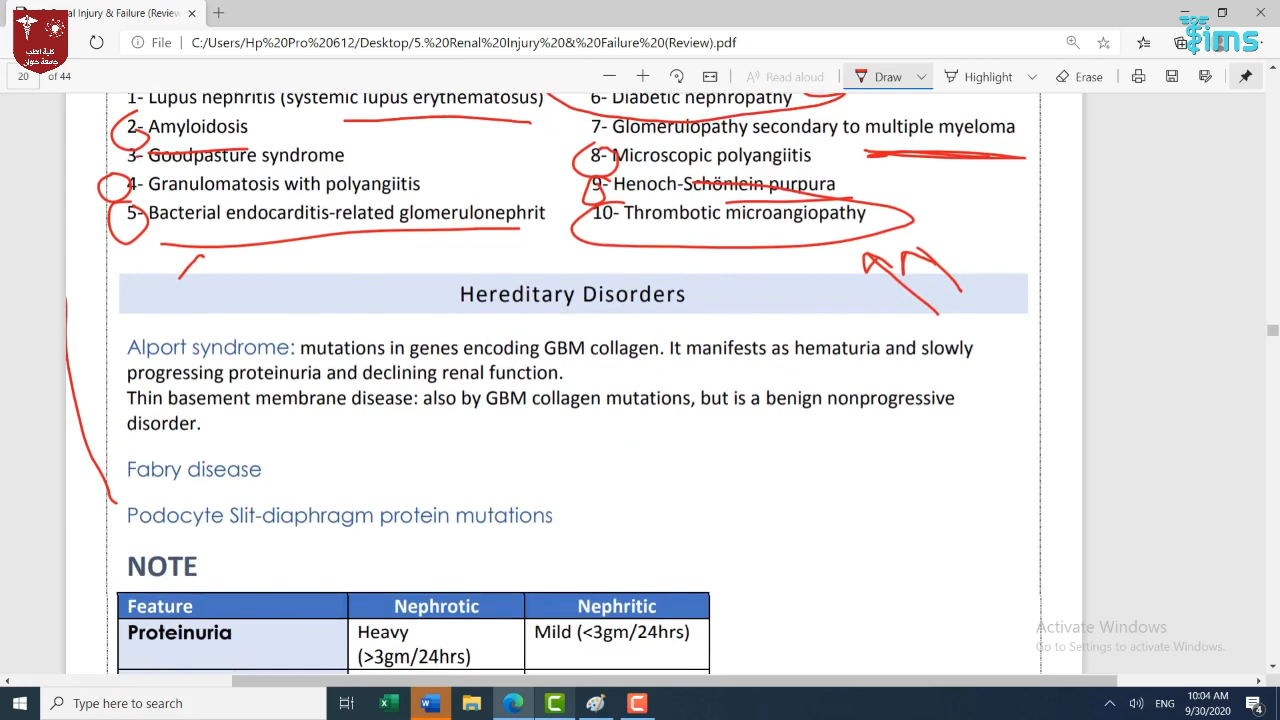 5. Renal Injury & Failure (Review
File
C:/Users/Hp%20Pro%20612/Desktop/5.%20Renal%20Injury%20&%20Failure%20(Review).pdf
sims
20 of 44
Read aloud
Draw
Highlight
Erase
1- Lupus nephritis (systemic lupus erythematosus)
2- Amyloidosis
3- Goodpasture syndrome
4- Granulomatosis with polyangiitis
5- Bacterial endocarditis-related glomerulonephrit
6- Diabetic nephropathy
7- Glomerulopathy secondary to multiple myeloma
8- Microscopic polyangiitis
9- Henoch-Schönlein purpura
10- Thrombotic microangiopathy
Hereditary Disorders
Alport syndrome: mutations in genes encoding GBM collagen. It manifests as hematuria and slowly
progressing proteinuria and declining renal function.
Thin basement membrane disease: also by GBM collagen mutations, but is a benign nonprogressive
disorder.
Fabry disease
Podocyte Slit-diaphragm protein mutations
NOTE
Feature Nephrotic Nephritic
Proteinuria Heavy Mild (<3gm/24hrs)
(>3gm/24hrs)
Activate Windows
Go to Settings to activate Windows.
Type here to search
ENG
10:04 AM
9/30/2020
4